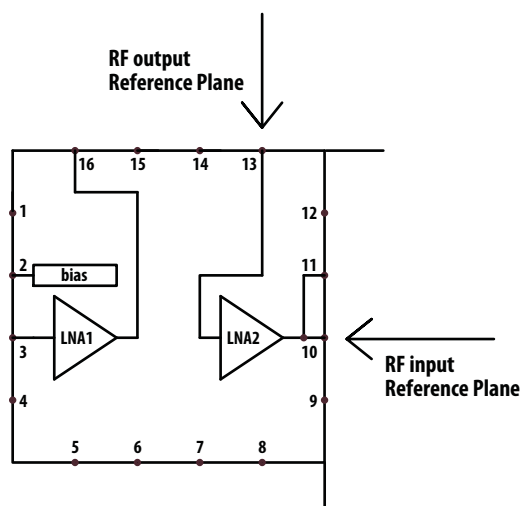 RF output
Reference Plane
16 15 14 13
1 12
2 bias 11
LNA1 LNA2
3 10
RF input
Reference Plane
4 9
5 6 7 8